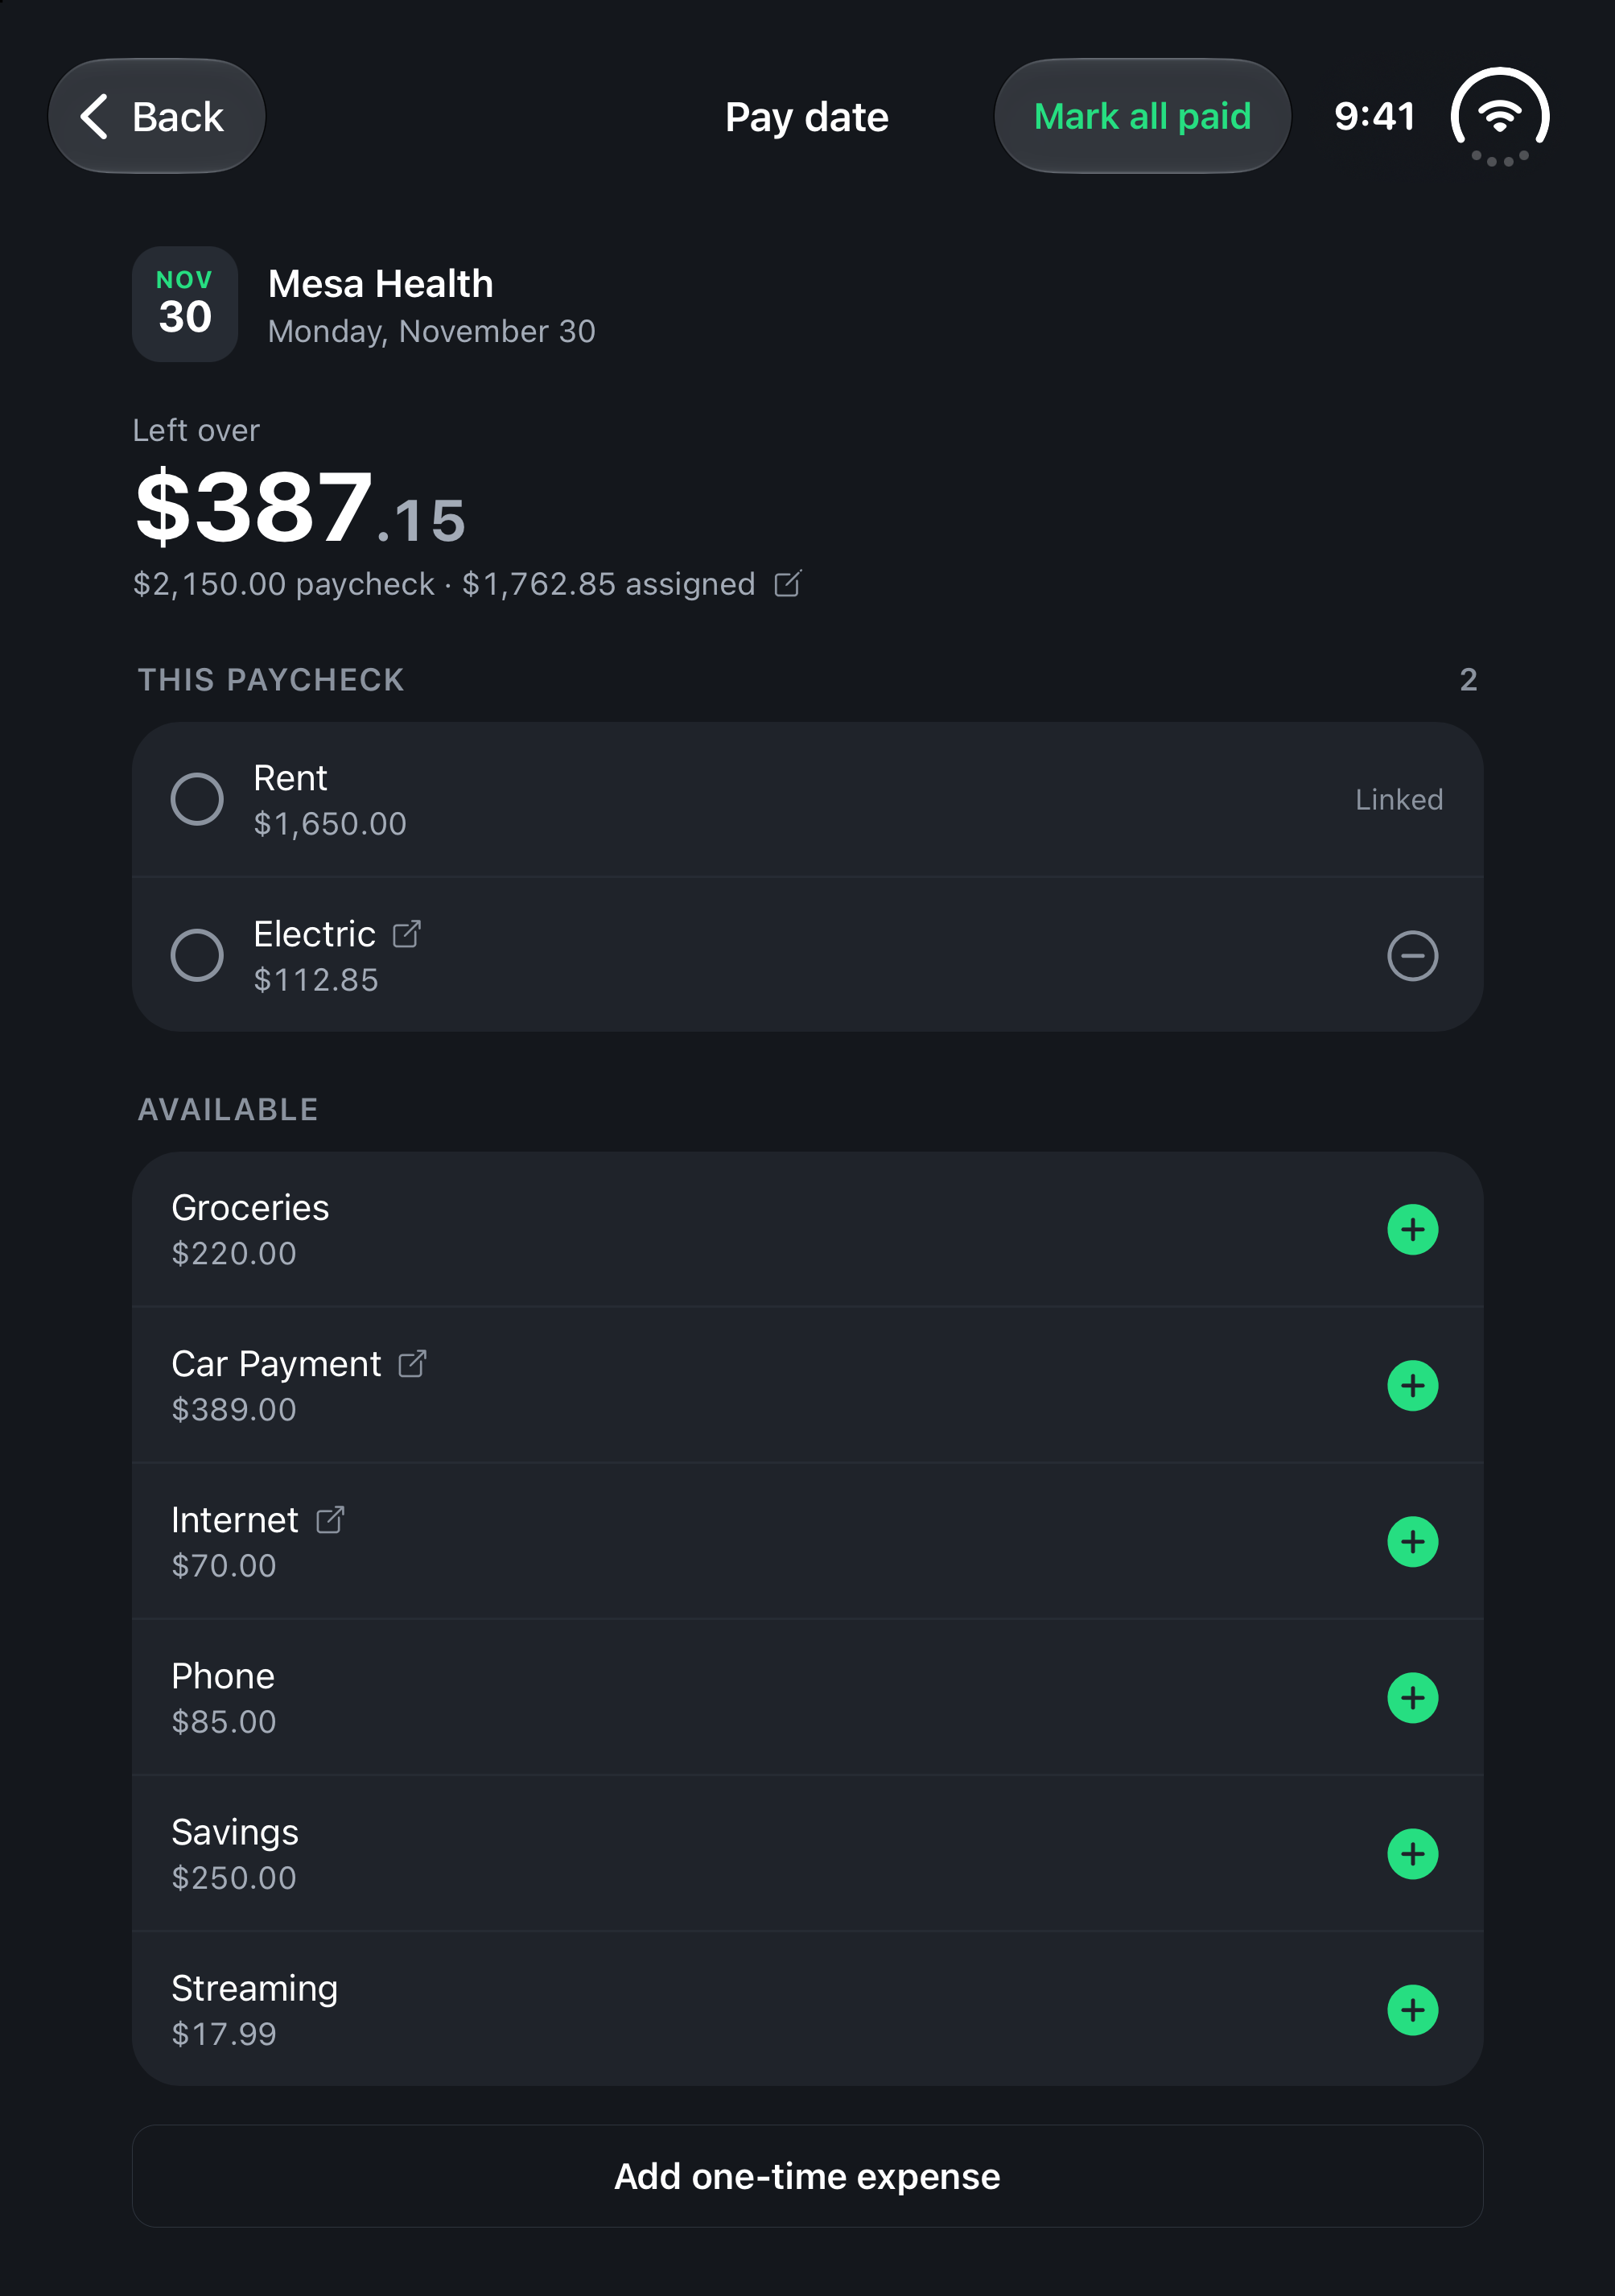 Back
Pay date
Mark all paid
9:41
NOV
30
Mesa Health
Monday, November 30
Left over
$387.15
$2,150.00 paycheck · $1,762.85 assigned
THIS PAYCHECK
2
Rent
$1,650.00
Linked
Electric
$112.85
AVAILABLE
Groceries
$220.00
Car Payment
$389.00
Internet
$70.00
Phone
$85.00
Savings
$250.00
Streaming
$17.99
Add one-time expense